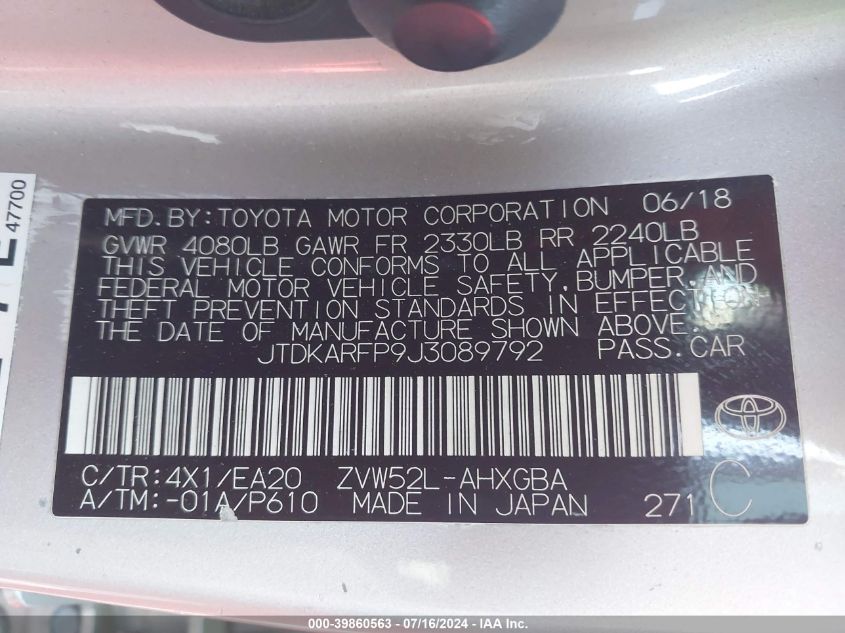 47700
MFD.BY:TOYOTA MOTOR CORPORATION 06/18
GVWR 4080LB GAWR FR 2330LB RR 2240LB
THIS VEHICLE CONFORMS TO ALL APPLICABLE
FEDERAL MOTOR VEHICLE SAFETY,BUMPER,AND
THEFT PREVENTION STANDARDS IN EFFECT ON
THE DATE OF MANUFACTURE SHOWN ABOVE.
JTDKARFP9J3089792 PASS.CAR
C/TR:4X1/EA20 ZVW52L-AHXGBA
A/TM:-01A/P610 MADE IN JAPAN 271 C
000-39860563 / 07/16/2024 - IAA Inc.